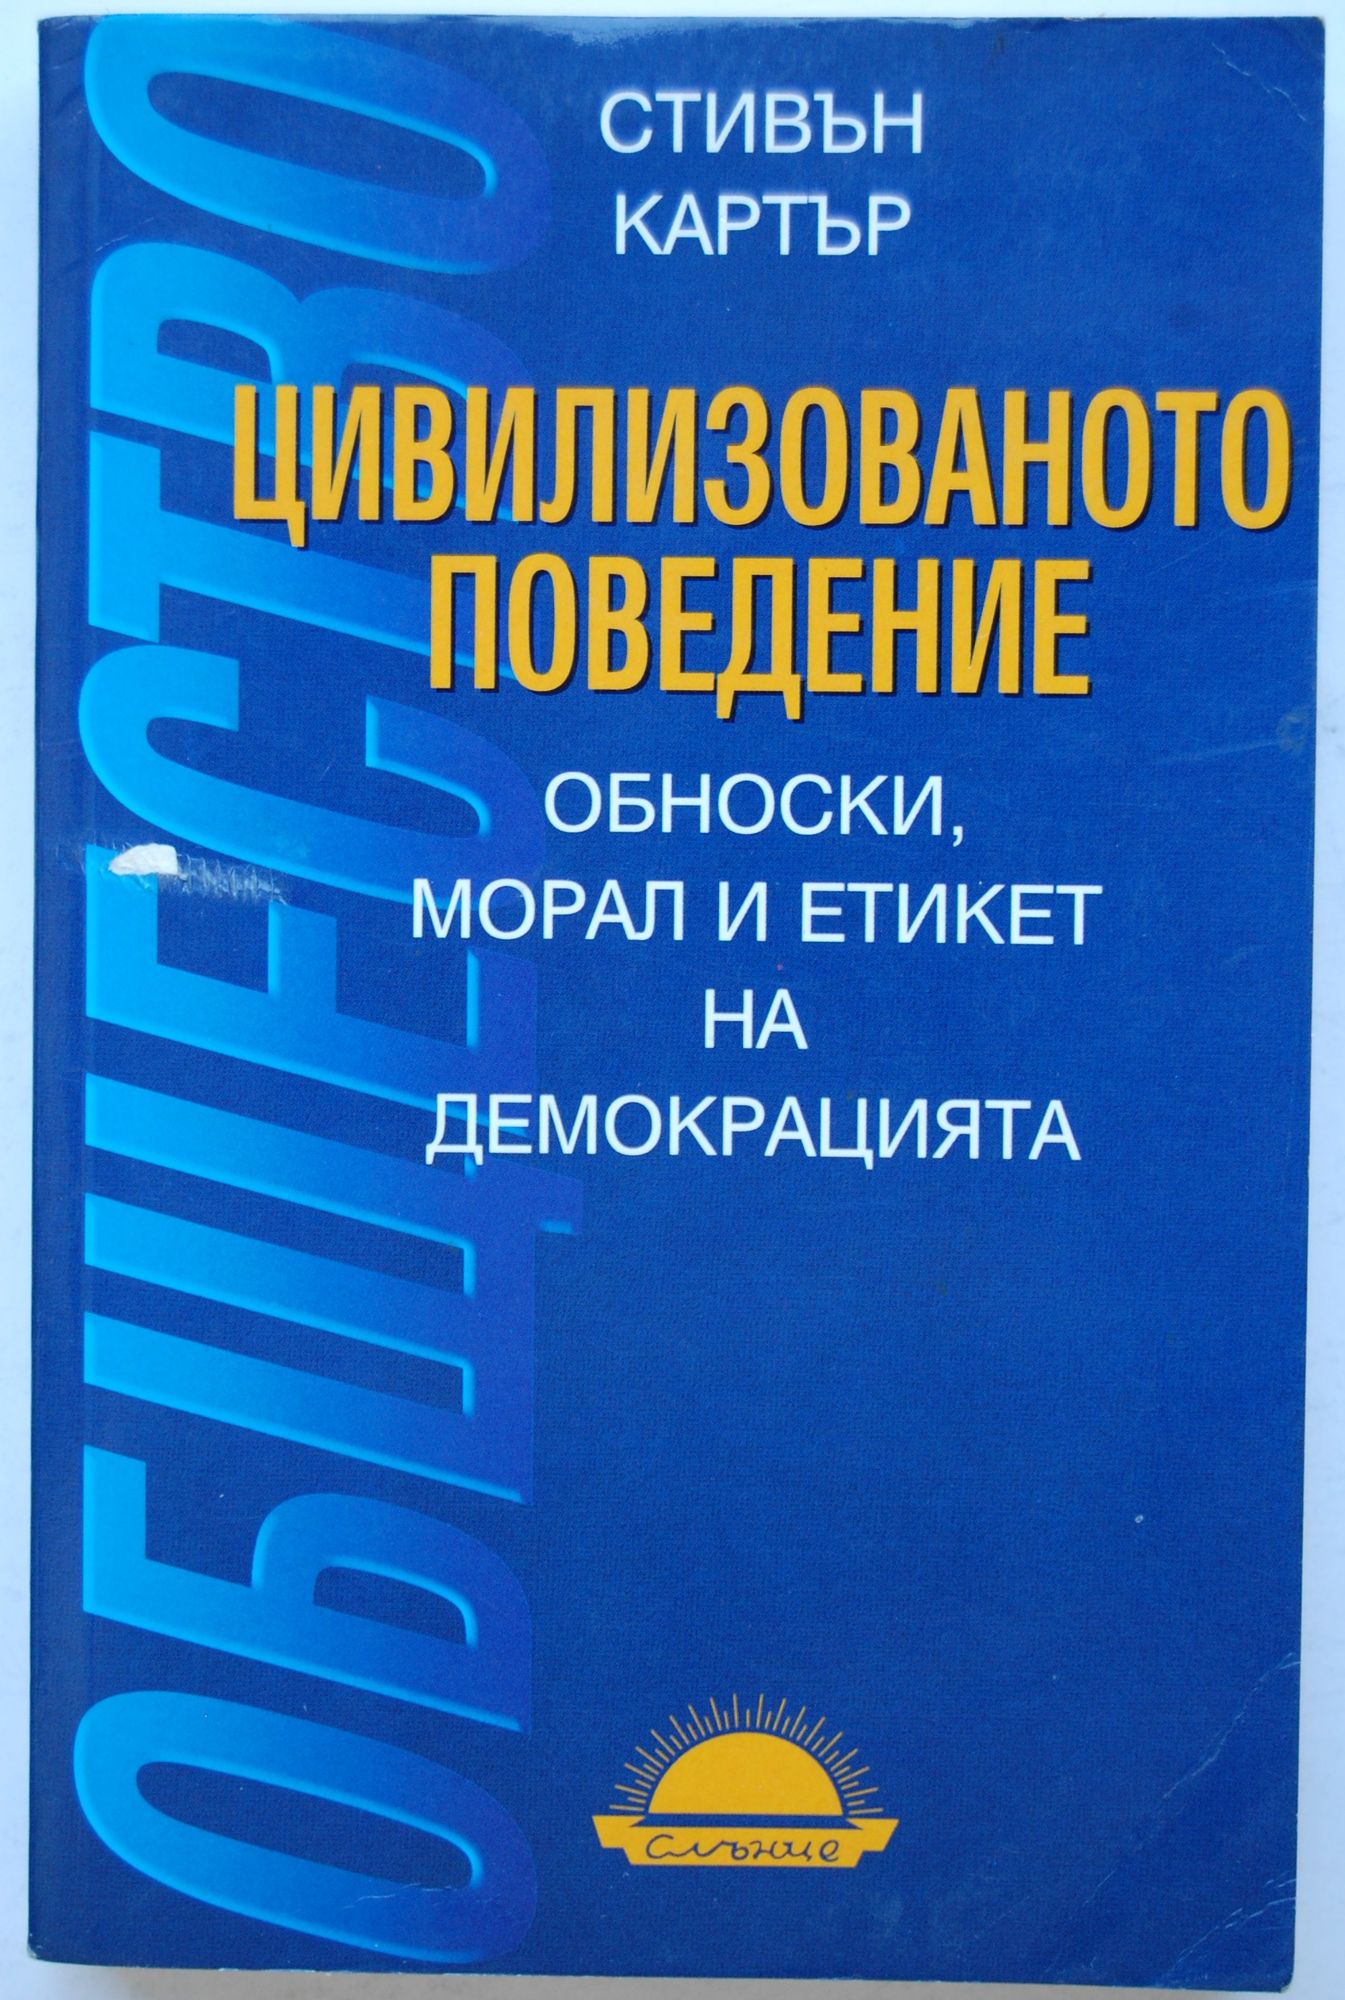 СТИВЪН
КАРТЪР
ЦИВИЛИЗОВАНОТО
ПОВЕДЕНИЕ
ОБНОСКИ,
МОРАЛ И ЕТИКЕТ
НА
ДЕМОКРАЦИЯТА
ОБЩЕСТВО
Слънце